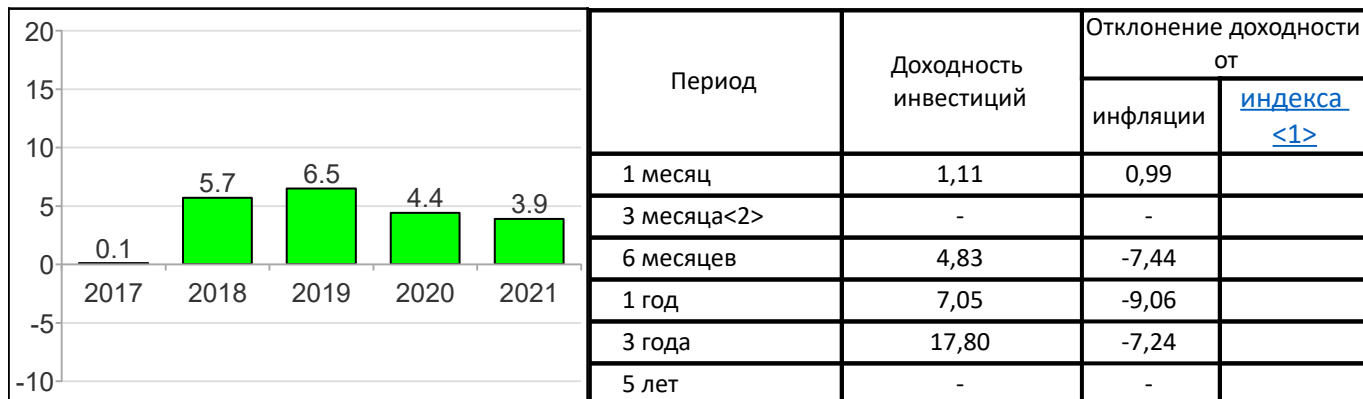 20
15
10
5
0
-5
-10
0.1
5.7
6.5
4.4
3.9
2017 2018 2019 2020 2021
Период
Доходность
инвестиций
Отклонение доходности
от
инфляции
индекса
<1>
1 месяц 1,11 0,99
3 месяца<2> - -
6 месяцев 4,83 -7,44
1 год 7,05 -9,06
3 года 17,80 -7,24
5 лет - -